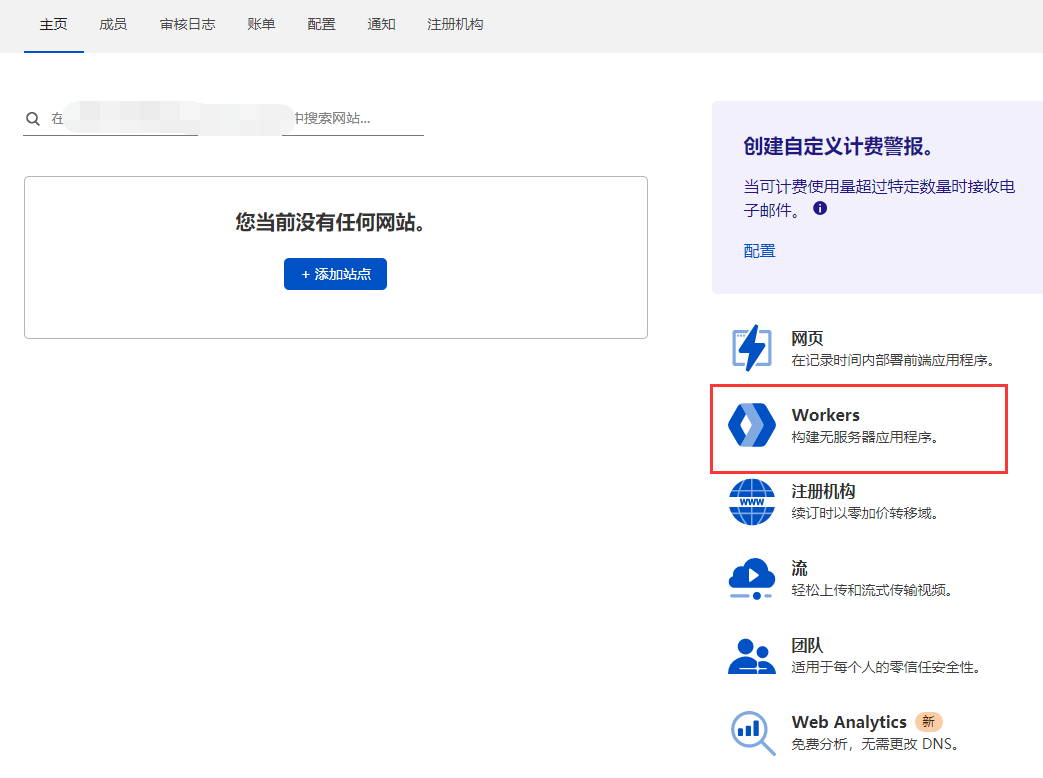 主页 成员 审核日志 账单 配置 通知 注册机构
在 中搜索网站...
您当前没有任何网站。
+ 添加站点
创建自定义计费警报。
当可计费使用量超过特定数量时接收电
子邮件。
配置
网页
在记录时间内部署前端应用程序。
Workers
构建无服务器应用程序。
注册机构
www
续订时以零加价转移域。
流
轻松上传和流式传输视频。
团队
适用于每个人的零信任安全性。
Web Analytics 新
免费分析，无需更改 DNS。